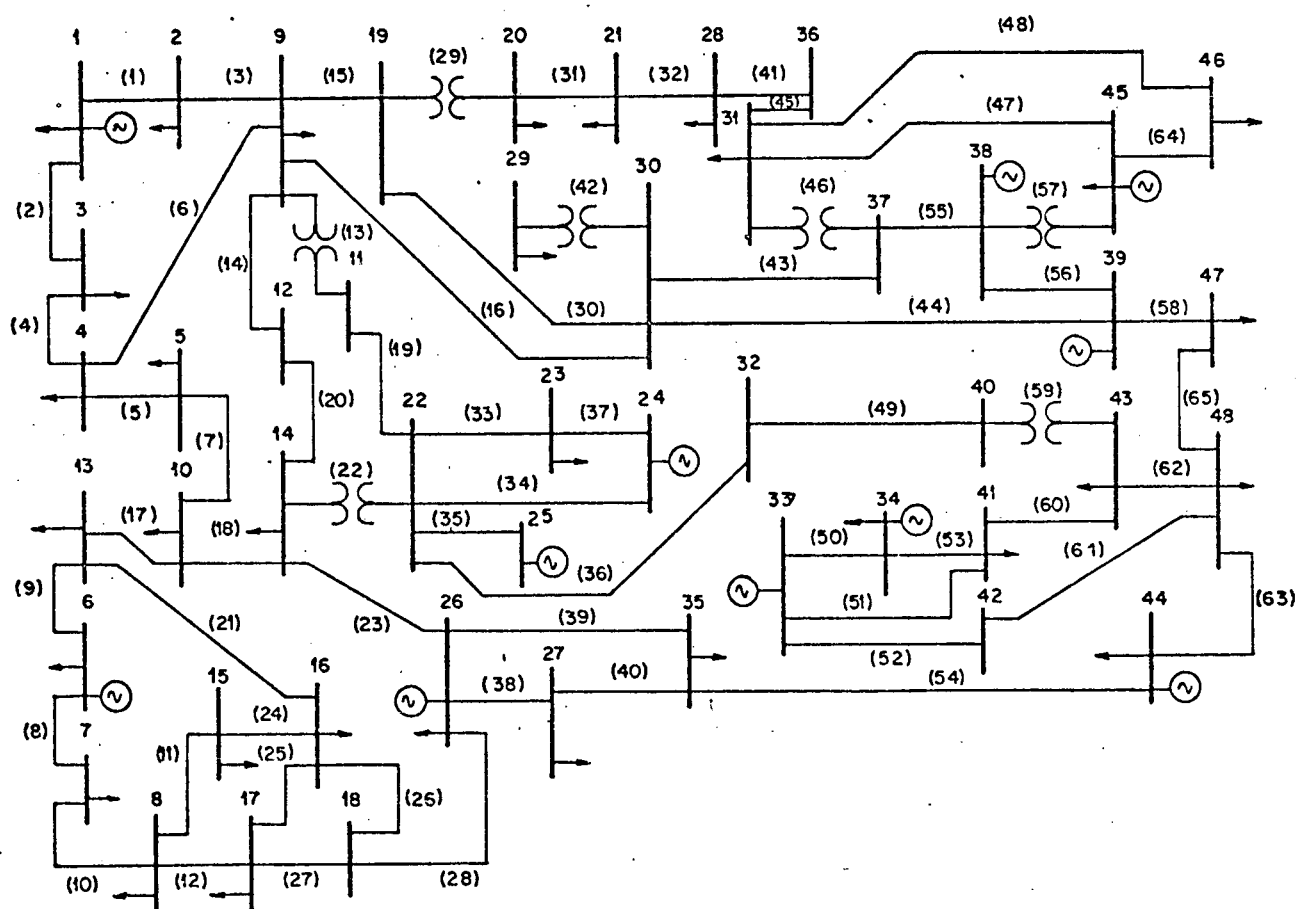 (48)
1 2 9 19 (29) 20 21 28 36 46
(1) (3) (15) (31) (32) (41)
(45) 31 (47) 45
(2) 3 (6) 29 (42) 30 (46) 37 38 (57) (64)
(13) 11 (55)
(14) (43) (56) 39 47
(4) 4 5 12 (16) (30) (44) (58)
(19) 32
(5) (7) (20) 22 23 24 (49) 40 (59) 43 (65) 48
13 10 14 (33) (37)
(22) (34) (62)
(17) (18) (35) 25 33 34 41 (60)
(50) (53) (61)
(9) 6 (36) 42
(21) (23) 26 (39) 35 (51) 44 (63)
15 16 27 (52)
(8) 7 (24) (38) (40) (54)
(11) (25)
8 17 18 (26)
(10) (12) (27) (28)